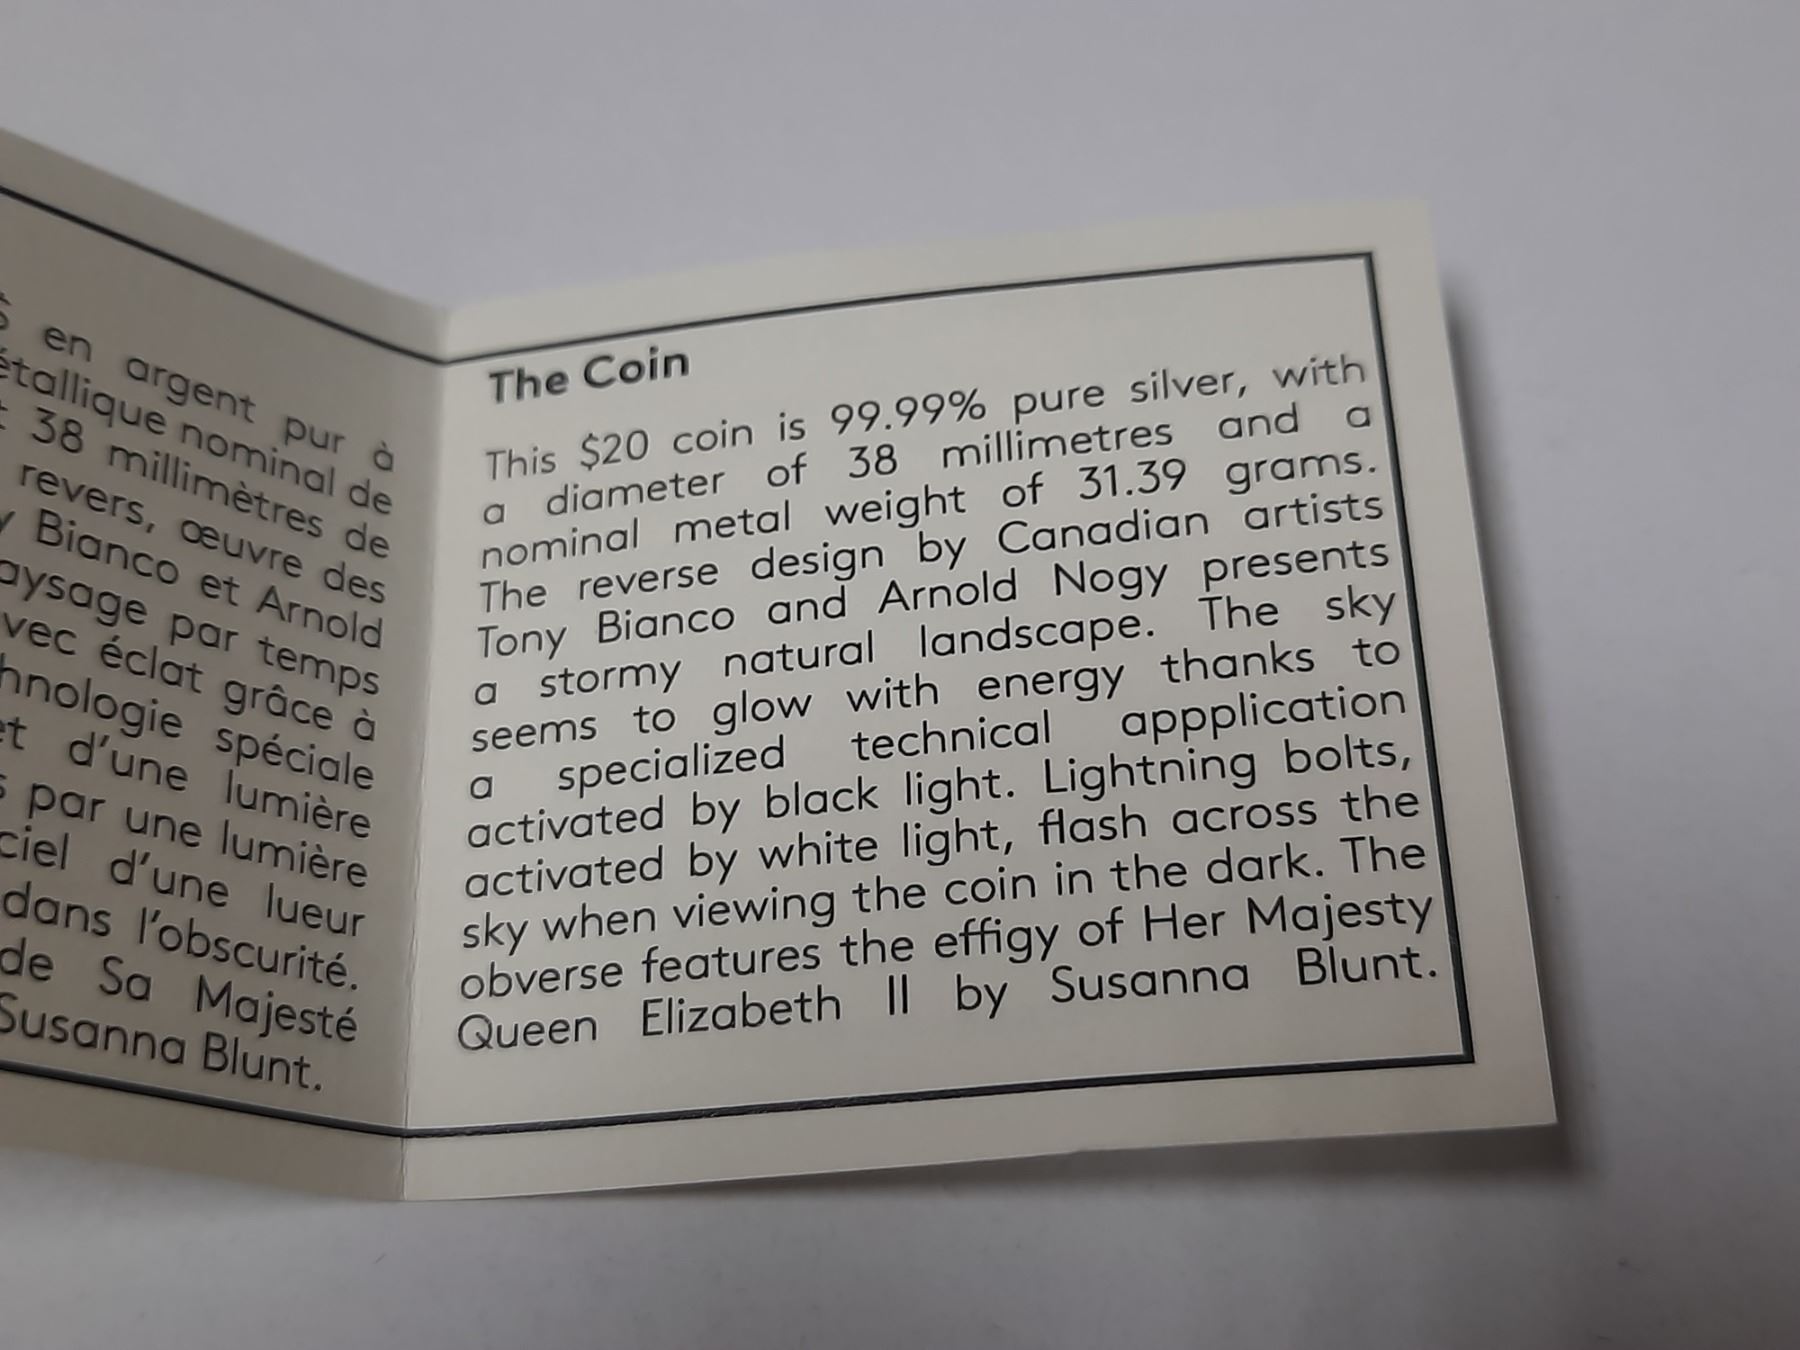 en argent pur à
étallique nominal de
38 millimètres de
revers, œuvre des
Bianco et Arnold
aysage par temps
vec éclat grâce à
hnologie spéciale
et d'une lumière
par une lumière
ciel d'une lueur
dans l'obscurité.
de Sa Majesté
Susanna Blunt.
The Coin
This $20 coin is 99.99% pure silver, with
a diameter of 38 millimetres and a
nominal metal weight of 31.39 grams.
The reverse design by Canadian artists
Tony Bianco and Arnold Nogy presents
a stormy natural landscape. The sky
seems to glow with energy thanks to
a specialized technical appplication
activated by black light. Lightning bolts,
activated by white light, flash across the
sky when viewing the coin in the dark. The
obverse features the effigy of Her Majesty
Queen Elizabeth II by Susanna Blunt.